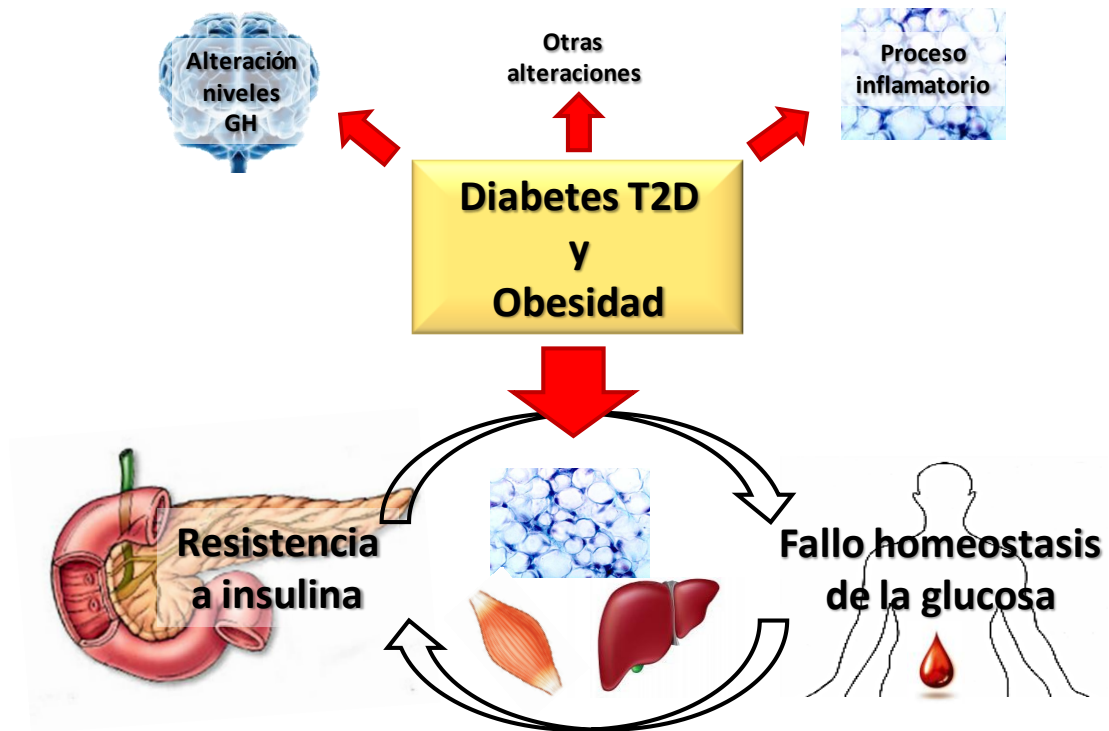 Alteración
niveles
GH
Otras
alteraciones
Proceso
inflamatorio
Diabetes T2D
y
Obesidad
Resistencia
a insulina
Fallo homeostasis
de la glucosa